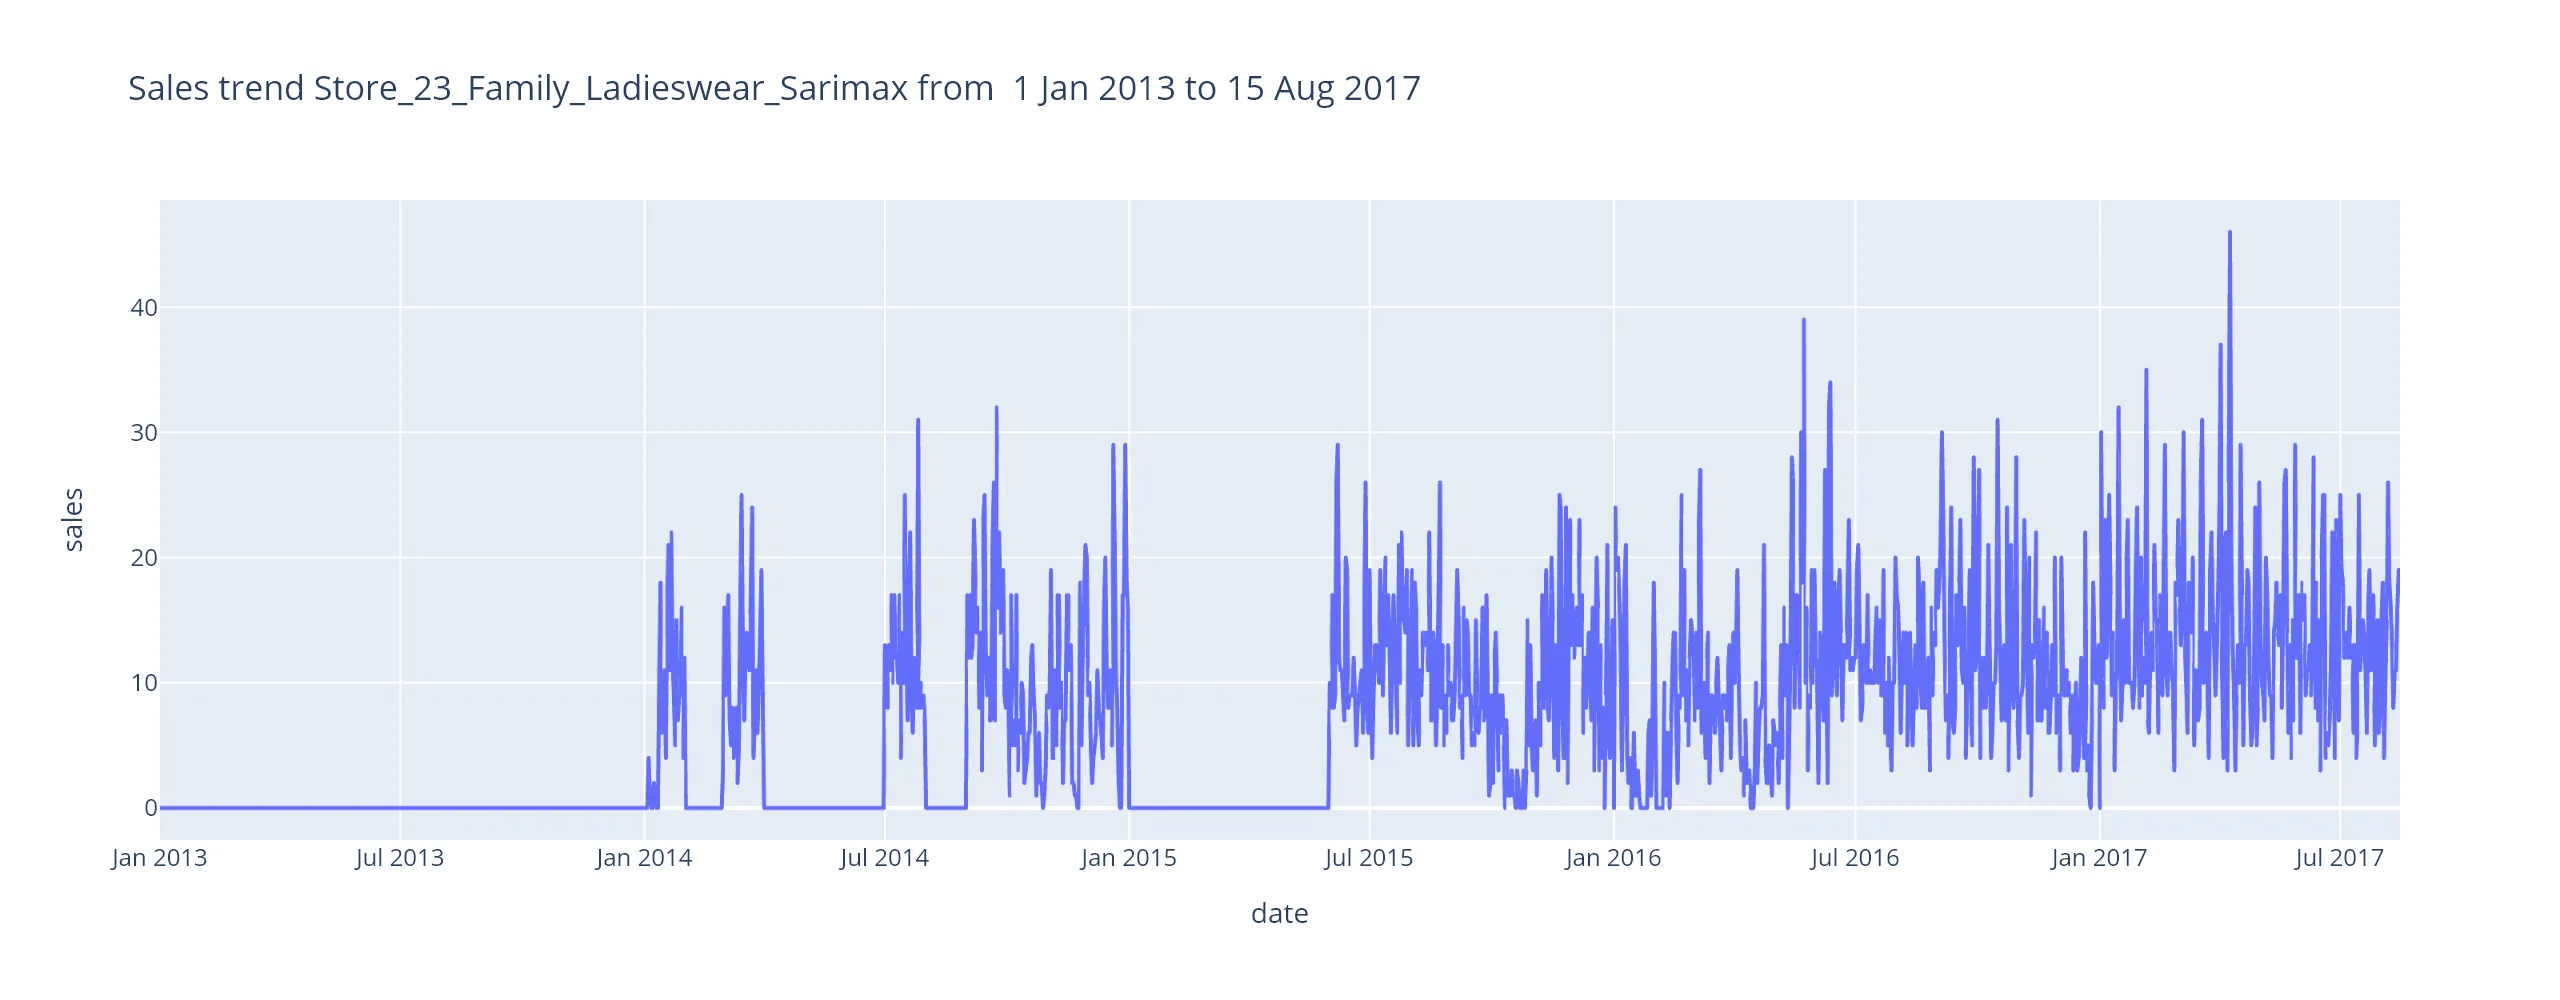 Sales trend Store_23_Family_Ladieswear_Sarimax from  1 Jan 2013 to 15 Aug 2017
sales
40
30
20
10
0
Jan 2013 Jul 2013 Jan 2014 Jul 2014 Jan 2015 Jul 2015 Jan 2016 Jul 2016 Jan 2017 Jul 2017
date